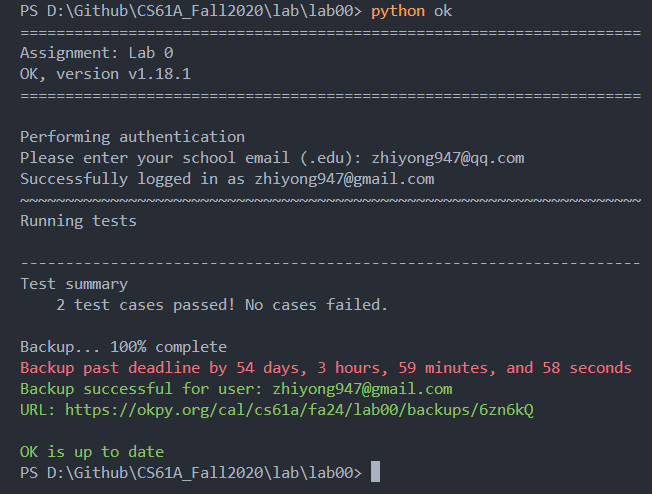 PS D:\Github\CS61A_Fall2020\lab\lab00> python ok
=====================================================================
Assignment: Lab 0
OK, version v1.18.1
=====================================================================
Performing authentication
Please enter your school email (.edu): zhiyong947@qq.com
Successfully logged in as zhiyong947@gmail.com
~~~~~~~~~~~~~~~~~~~~~~~~~~~~~~~~~~~~~~~~~~~~~~~~~~~~~~~~~~~~~~~~~~~~~
Running tests
---------------------------------------------------------------------
Test summary
    2 test cases passed! No cases failed.
Backup... 100% complete
Backup past deadline by 54 days, 3 hours, 59 minutes, and 58 seconds
Backup successful for user: zhiyong947@gmail.com
URL: https://okpy.org/cal/cs61a/fa24/lab00/backups/6zn6kQ
OK is up to date
PS D:\Github\CS61A_Fall2020\lab\lab00>